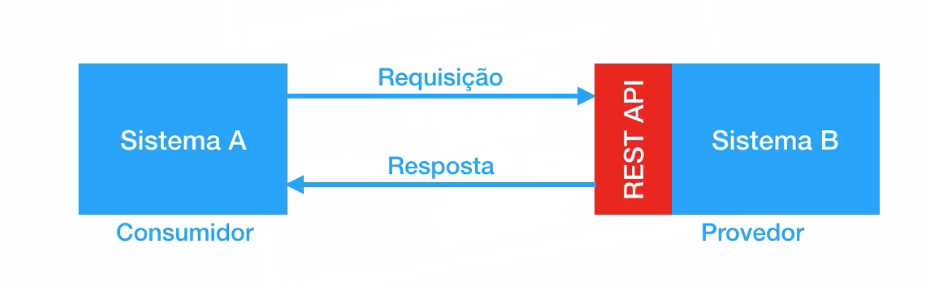 Requisição
Sistema A
REST API
Sistema B
Resposta
Consumidor
Provedor